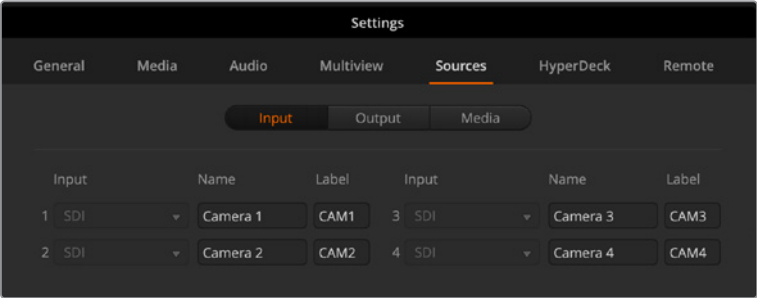 Settings
General Media Audio Multiview Sources HyperDeck Remote
Input Output Media
Input Name Label Input Name Label
1 SDI Camera 1 CAM1 3 SDI Camera 3 CAM3
2 SDI Camera 2 CAM2 4 SDI Camera 4 CAM4